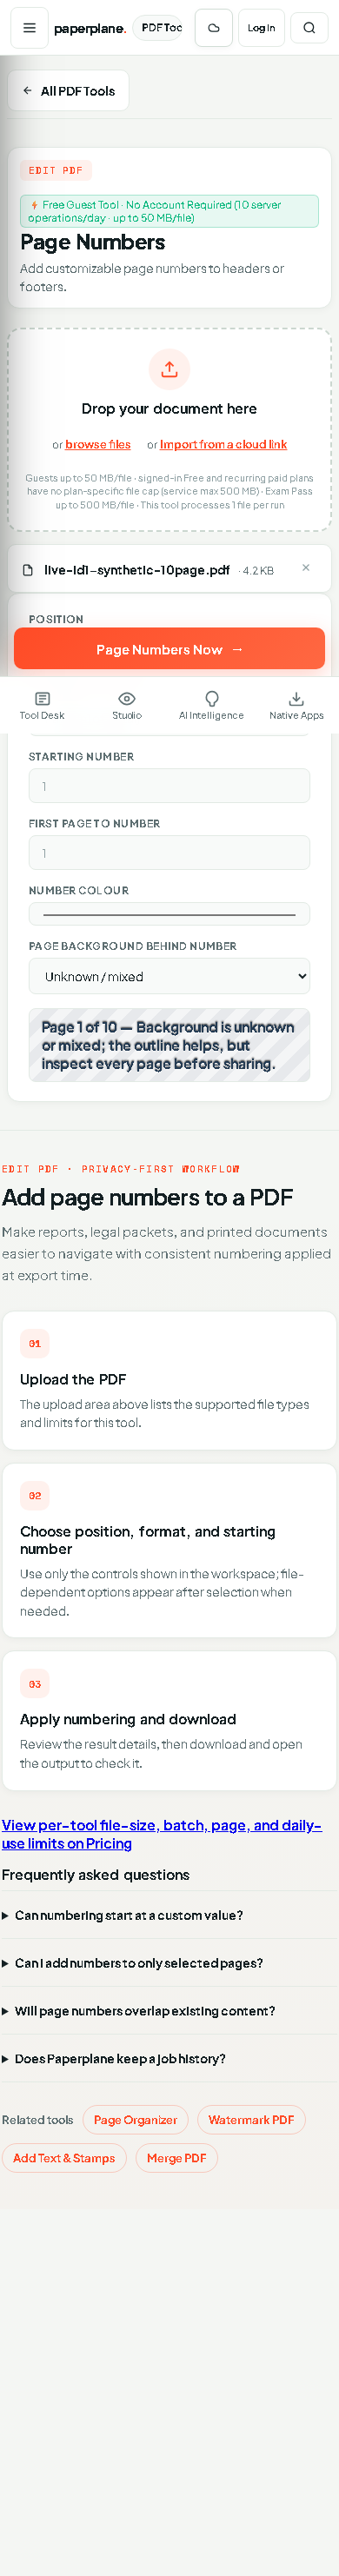 paperplane.
PDF Too
Log in
All PDF Tools
EDIT PDF
Free Guest Tool · No Account Required (10 server
operations/day · up to 50 MB/file)
Page Numbers
Add customizable page numbers to headers or
footers.
Drop your document here
or browse files or Import from a cloud link
Guests up to 50 MB/file · signed-in Free and recurring paid plans
have no plan-specific file cap (service max 500 MB) · Exam Pass
up to 500 MB/file · This tool processes 1 file per run
live-id1-synthetic-10page.pdf · 4.2 KB ×
POSITION
Page Numbers Now →
Tool Desk
Studio
AI Intelligence
Native Apps
STARTING NUMBER
1
FIRST PAGE TO NUMBER
1
NUMBER COLOUR
PAGE BACKGROUND BEHIND NUMBER
Unknown / mixed
Page 1 of 10 — Background is unknown
or mixed; the outline helps, but
inspect every page before sharing.
EDIT PDF · PRIVACY-FIRST WORKFLOW
Add page numbers to a PDF
Make reports, legal packets, and printed documents
easier to navigate with consistent numbering applied
at export time.
01
Upload the PDF
The upload area above lists the supported file types
and limits for this tool.
02
Choose position, format, and starting
number
Use only the controls shown in the workspace; file-
dependent options appear after selection when
needed.
03
Apply numbering and download
Review the result details, then download and open
the output to check it.
View per-tool file-size, batch, page, and daily-
use limits on Pricing
Frequently asked questions
Can numbering start at a custom value?
Can I add numbers to only selected pages?
Will page numbers overlap existing content?
Does Paperplane keep a job history?
Related tools
Page Organizer
Watermark PDF
Add Text & Stamps
Merge PDF